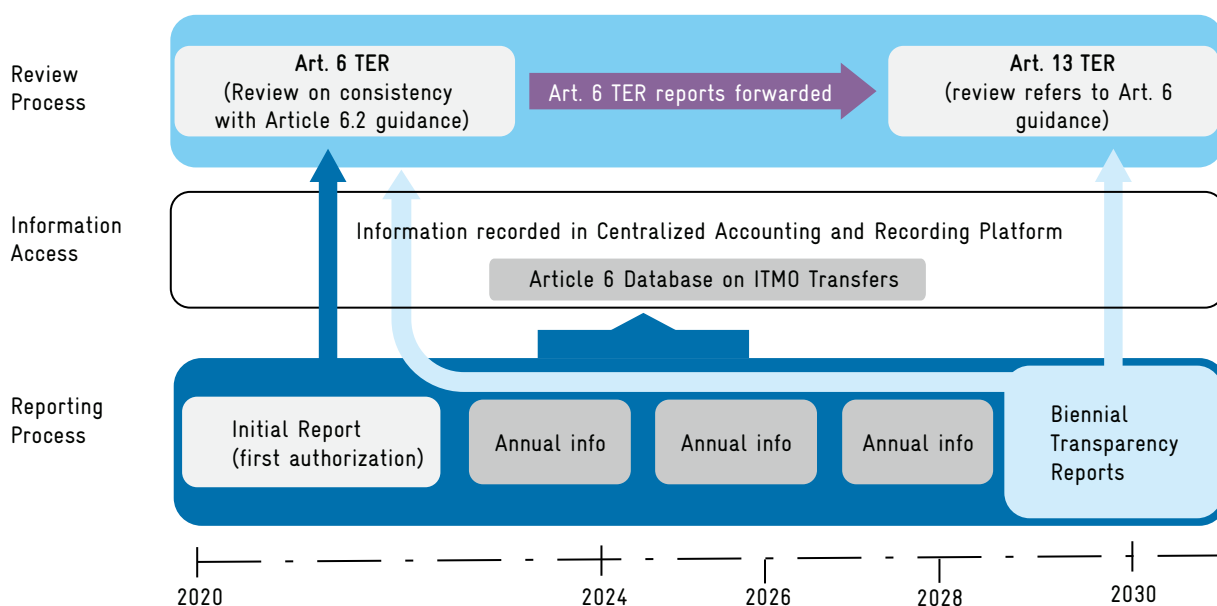 Review
Process
Art. 6 TER
(Review on consistency
with Article 6.2 guidance)
Art. 6 TER reports forwarded
Art. 13 TER
(review refers to Art. 6
guidance)
Information
Access
Information recorded in Centralized Accounting and Recording Platform
Article 6 Database on ITMO Transfers
Reporting
Process
Initial Report
(first authorization)
Annual info
Annual info
Annual info
Biennial
Transparency
Reports
2020
2024
2026
2028
2030